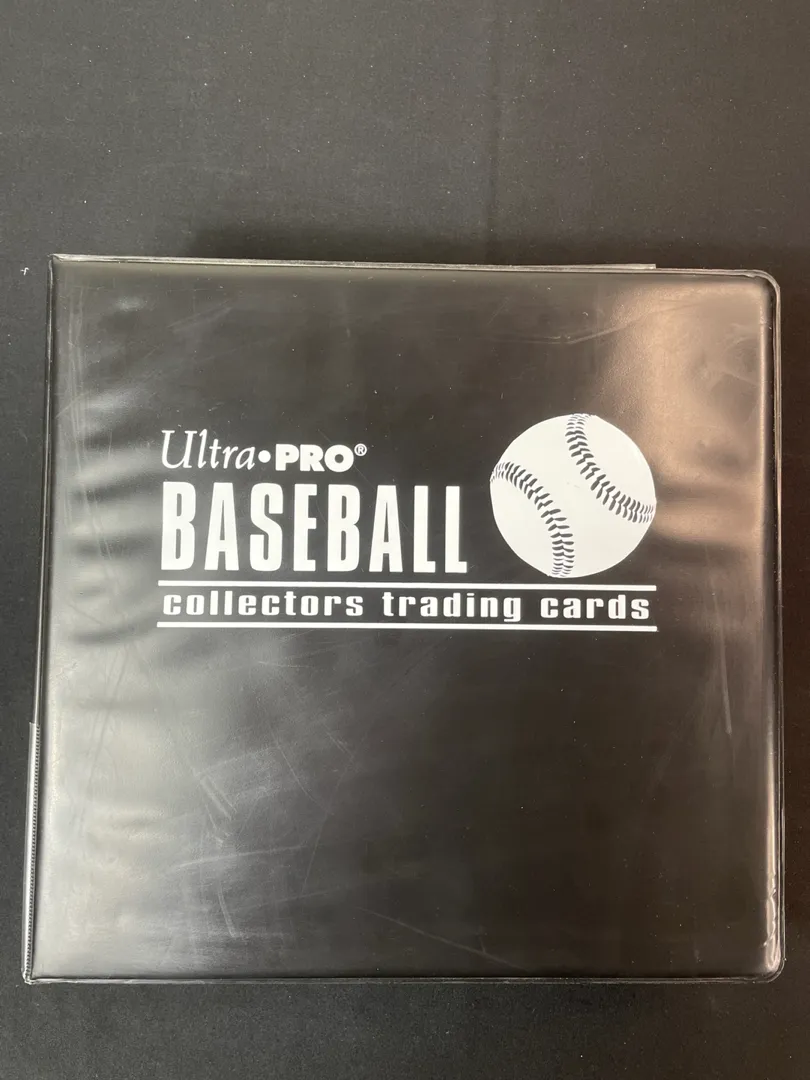 Ultra•PRO®
BASEBALL
collectors trading cards